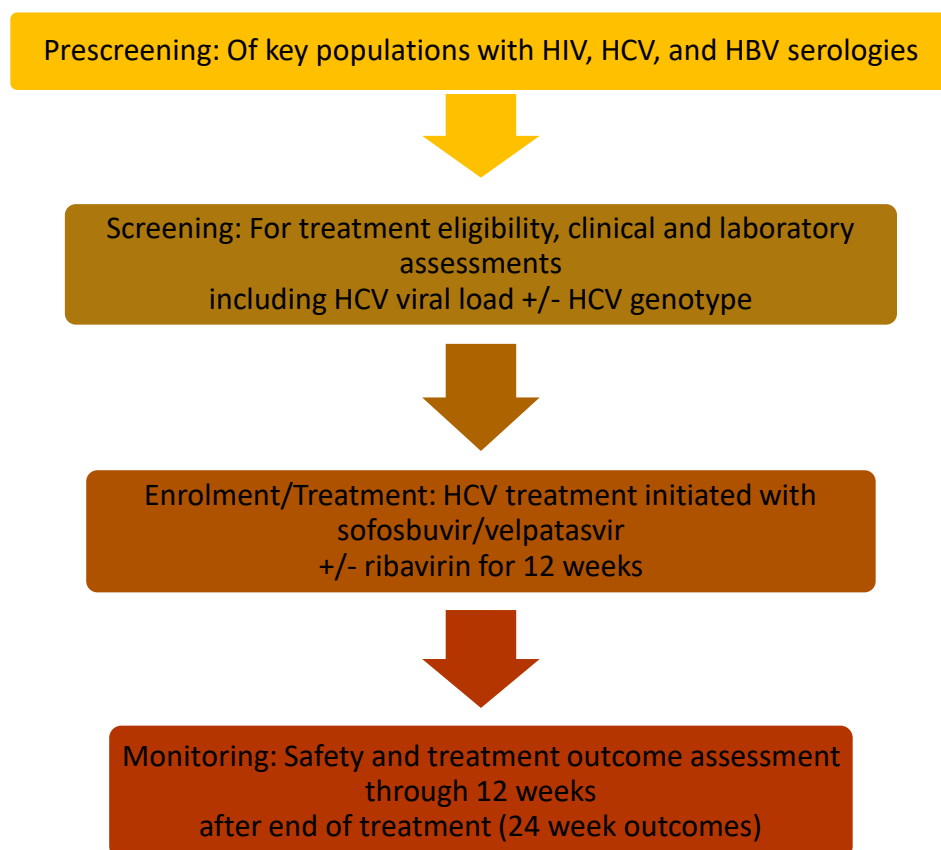 Prescreening: Of key populations with HIV, HCV, and HBV serologies
Screening: For treatment eligibility, clinical and laboratory
assessments
including HCV viral load +/- HCV genotype
Enrolment/Treatment: HCV treatment initiated with
sofosbuvir/velpatasvir
+/- ribavirin for 12 weeks
Monitoring: Safety and treatment outcome assessment
through 12 weeks
after end of treatment (24 week outcomes)